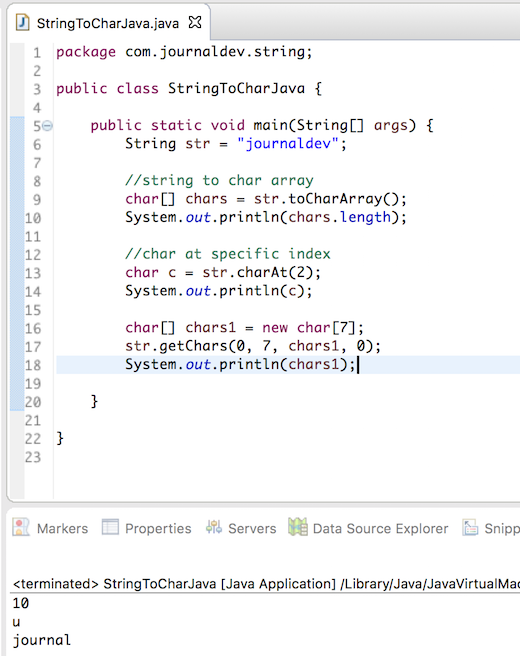 StringToCharJava.java
1 package com.journaldev.string;
2
3 public class StringToCharJava {
4
5 public static void main(String[] args) {
6 String str = "journaldev";
7
8 //string to char array
9 char[] chars = str.toCharArray();
10 System.out.println(chars.length);
11
12 //char at specific index
13 char c = str.charAt(2);
14 System.out.println(c);
15
16 char[] chars1 = new char[7];
17 str.getChars(0, 7, chars1, 0);
18 System.out.println(chars1);
19
20 }
21
22 }
23
Markers Properties Servers Data Source Explorer Snipp
<terminated> StringToCharJava [Java Application] /Library/Java/JavaVirtualMac
10
u
journal